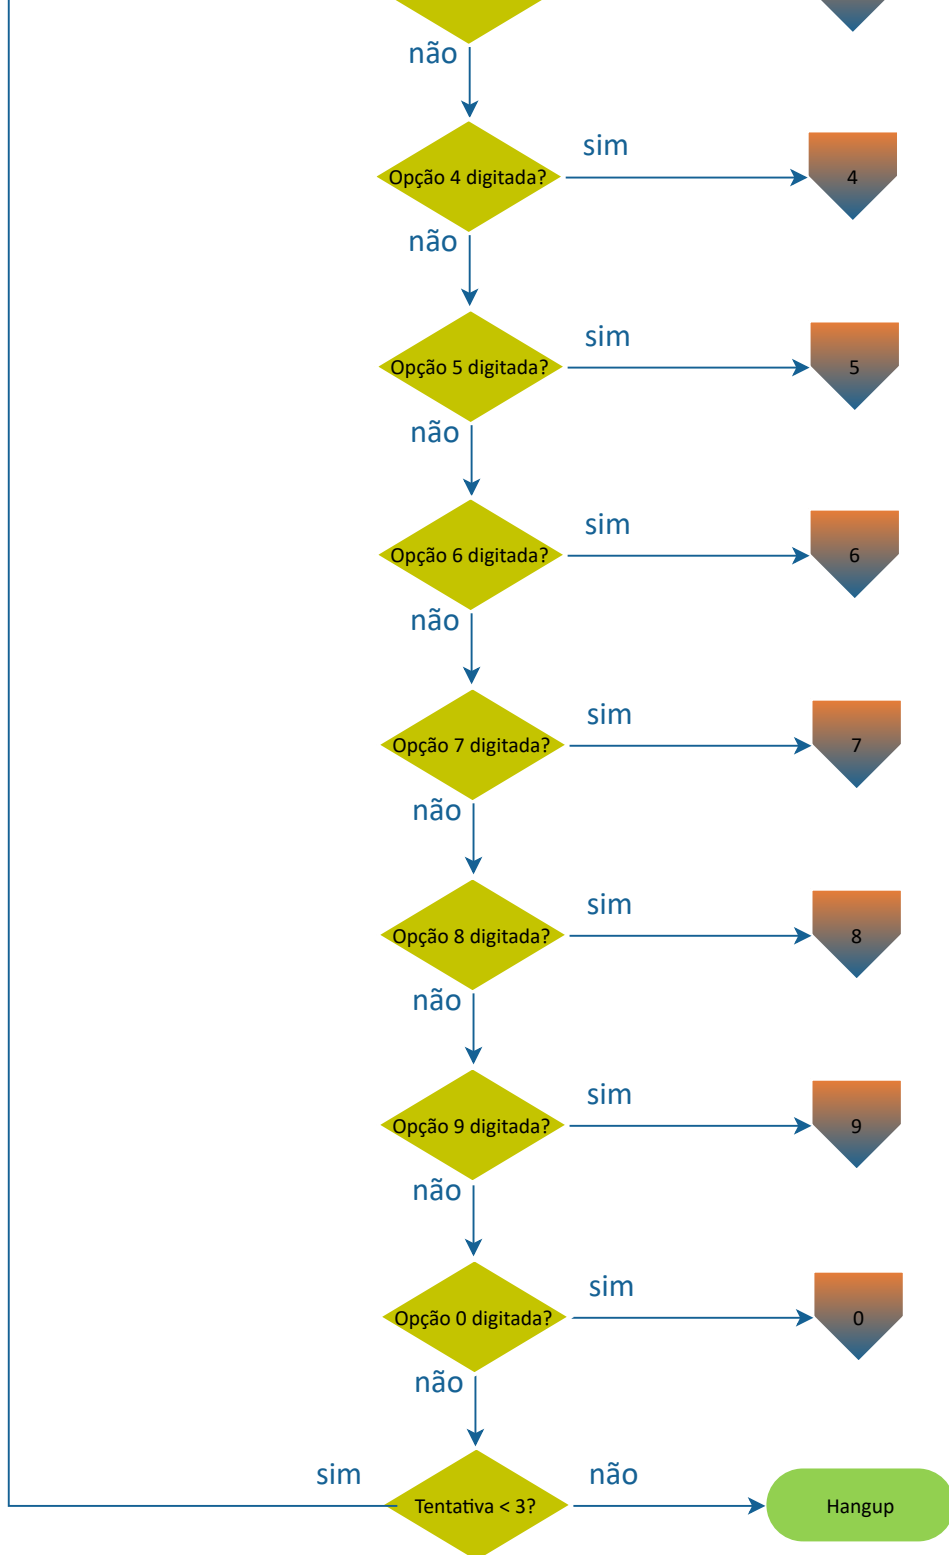 não
sim
Opção 4 digitada?
4
não
sim
Opção 5 digitada?
5
não
sim
Opção 6 digitada?
6
não
sim
Opção 7 digitada?
7
não
sim
Opção 8 digitada?
8
não
sim
Opção 9 digitada?
9
não
sim
Opção 0 digitada?
0
não
sim
não
Tentativa < 3?
Hangup